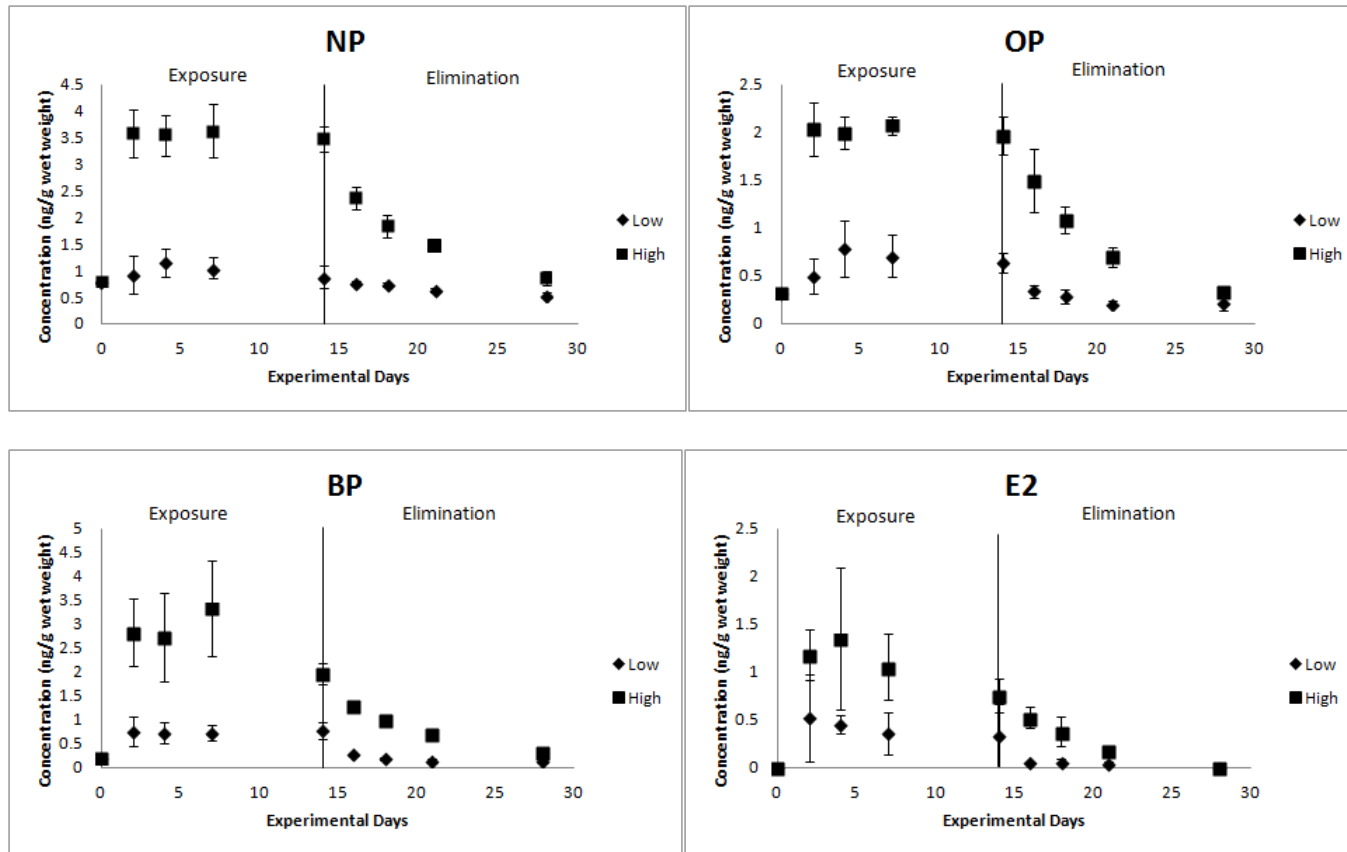 NP
Exposure
Elimination
Concentration (ng/g wet weight)
4.5
4
3.5
3
2.5
2
1.5
1
0.5
0
0
5
10
15
20
25
30
Experimental Days
Low
High
OP
Exposure
Elimination
Concentration (ng/g wet weight)
2.5
2
1.5
1
0.5
0
0
5
10
15
20
25
30
Experimental Days
Low
High
BP
Exposure
Elimination
Concentration (ng/g wet weight)
5
4.5
4
3.5
3
2.5
2
1.5
1
0.5
0
0
5
10
15
20
25
30
Experimental Days
Low
High
E2
Exposure
Elimination
Concentration (ng/g wet weight)
2.5
2
1.5
1
0.5
0
0
5
10
15
20
25
30
Experimental Days
Low
High